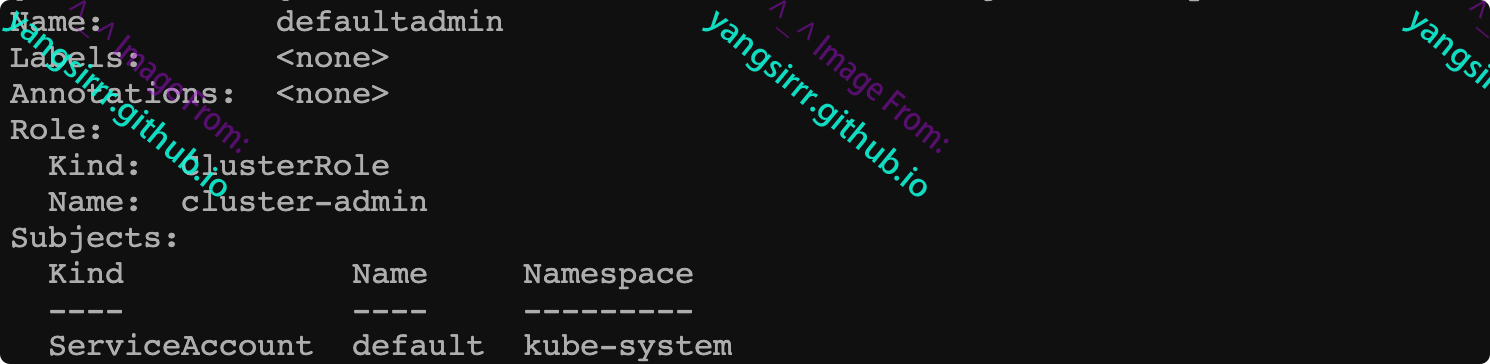 Name:         defaultadmin
Labels:       <none>
Annotations:  <none>
Role:
  Kind:  ClusterRole
  Name:  cluster-admin
Subjects:
  Kind            Name     Namespace
  ----            ----     ---------
  ServiceAccount  default  kube-system
^_^ Image From:
yangsirrr.github.io
^_^ Image From:
yangsirrr.github.io
^_
yangsi